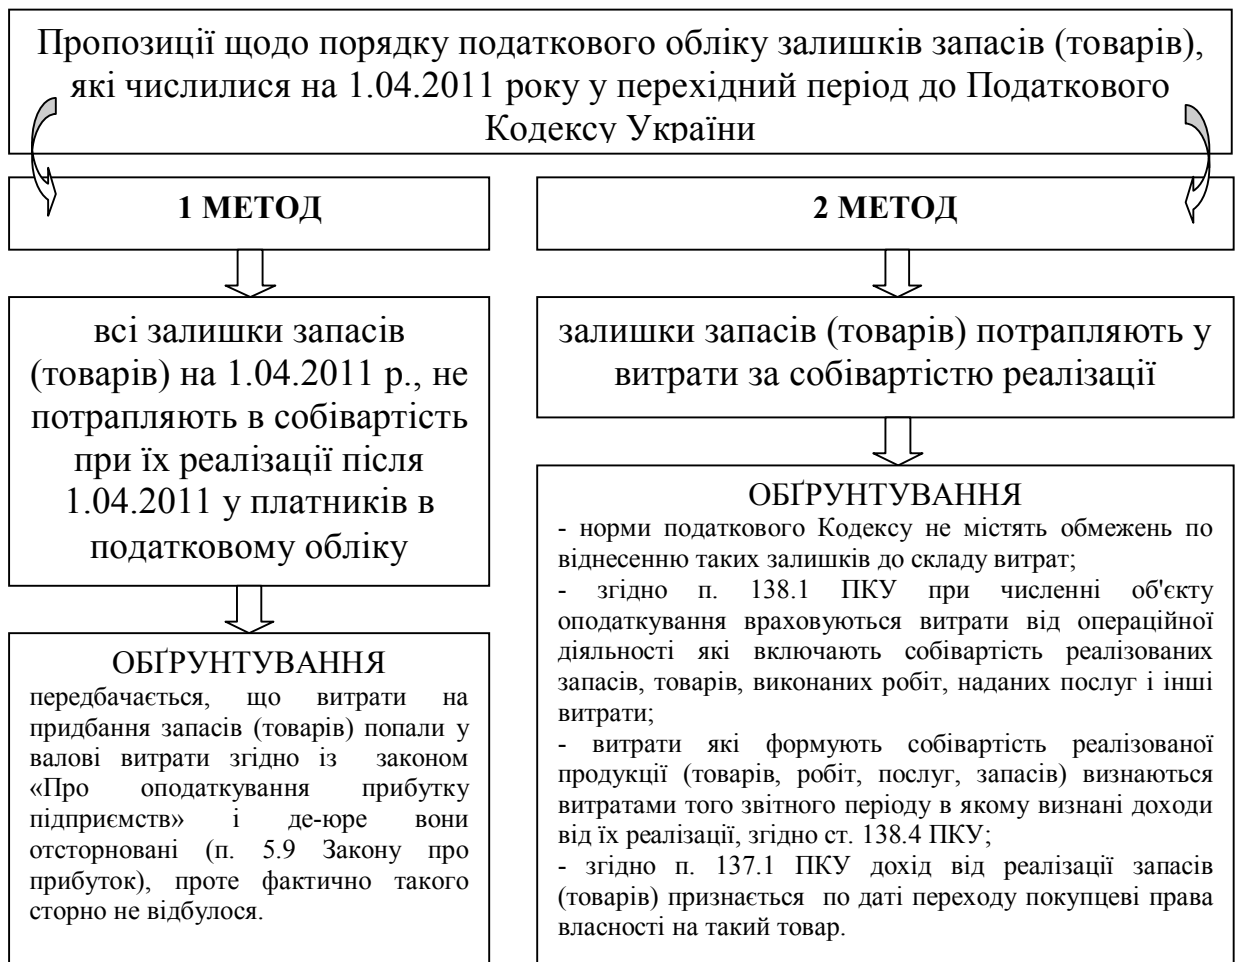 Пропозиції щодо порядку податкового обліку залишків запасів (товарів),
які числилися на 1.04.2011 року у перехідний період до Податкового
Кодексу України
1 МЕТОД
всі залишки запасів
(товарів) на 1.04.2011 р., не
потрапляють в собівартість
при їх реалізації після
1.04.2011 у платників в
податковому обліку
ОБҐРУНТУВАННЯ
передбачається, що витрати на
придбання запасів (товарів) попали у
валові витрати згідно із законом
«Про оподаткування прибутку
підприємств» і де-юре вони
отсторновані (п. 5.9 Закону про
прибуток), проте фактично такого
сторно не відбулося.
2 МЕТОД
залишки запасів (товарів) потрапляють у
витрати за собівартістю реалізації
ОБҐРУНТУВАННЯ
- норми податкового Кодексу не містять обмежень по
віднесенню таких залишків до складу витрат;
- згідно п. 138.1 ПКУ при численні об'єкту
оподаткування враховуються витрати від операційної
діяльності які включають собівартість реалізованих
запасів, товарів, виконаних робіт, наданих послуг і інші
витрати;
- витрати які формують собівартість реалізованої
продукції (товарів, робіт, послуг, запасів) визнаються
витратами того звітного періоду в якому визнані доходи
від їх реалізації, згідно ст. 138.4 ПКУ;
- згідно п. 137.1 ПКУ дохід від реалізації запасів
(товарів) признається по даті переходу покупцеві права
власності на такий товар.